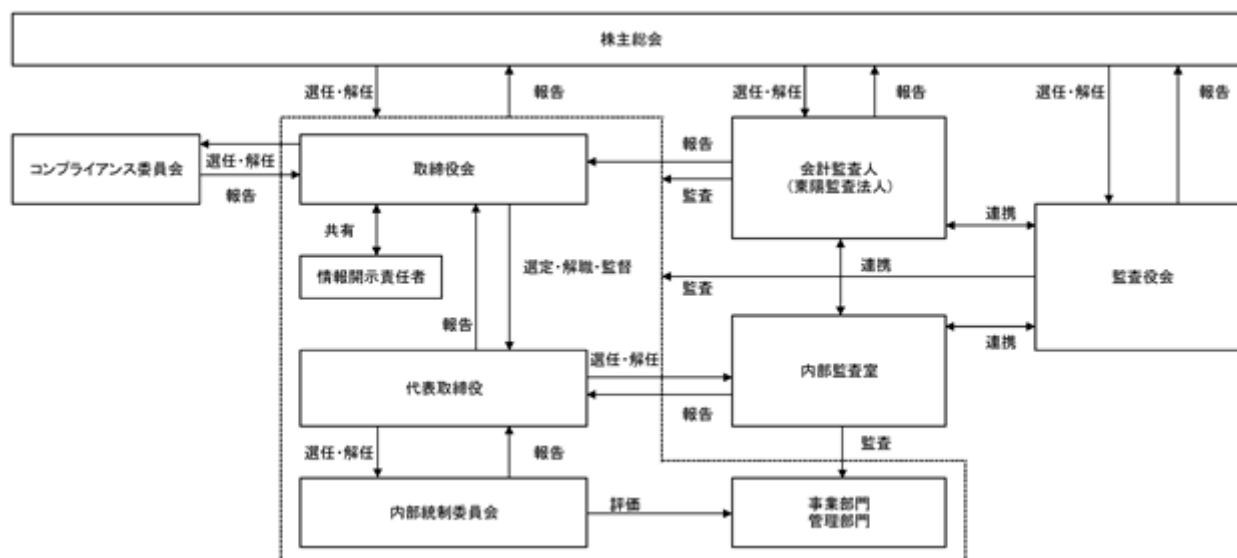 株主総会
選任・解任
報告
選任・解任
報告
選任・解任
報告
コンプライアンス委員会
選任・解任
報告
取締役会
報告
監査
会計監査人
(東陽監査法人)
連携
共有
情報開示責任者
選定・解職・監督
連携
監査
監査役会
報告
代表取締役
選任・解任
報告
内部監査室
連携
選任・解任
報告
監査
内部統制委員会
評価
事業部門
管理部門